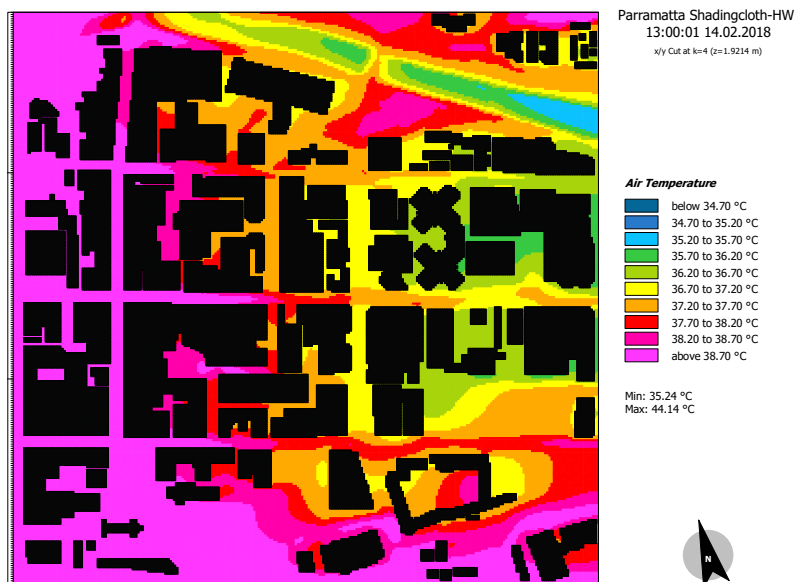 Parramatta Shadingcloth-HW
13:00:01 14.02.2018
x/y Cut at k=4 (z=1.9214 m)
Air Temperature
below 34.70 °C
34.70 to 35.20 °C
35.20 to 35.70 °C
35.70 to 36.20 °C
36.20 to 36.70 °C
36.70 to 37.20 °C
37.20 to 37.70 °C
37.70 to 38.20 °C
38.20 to 38.70 °C
above 38.70 °C
Min: 35.24 °C
Max: 44.14 °C
N